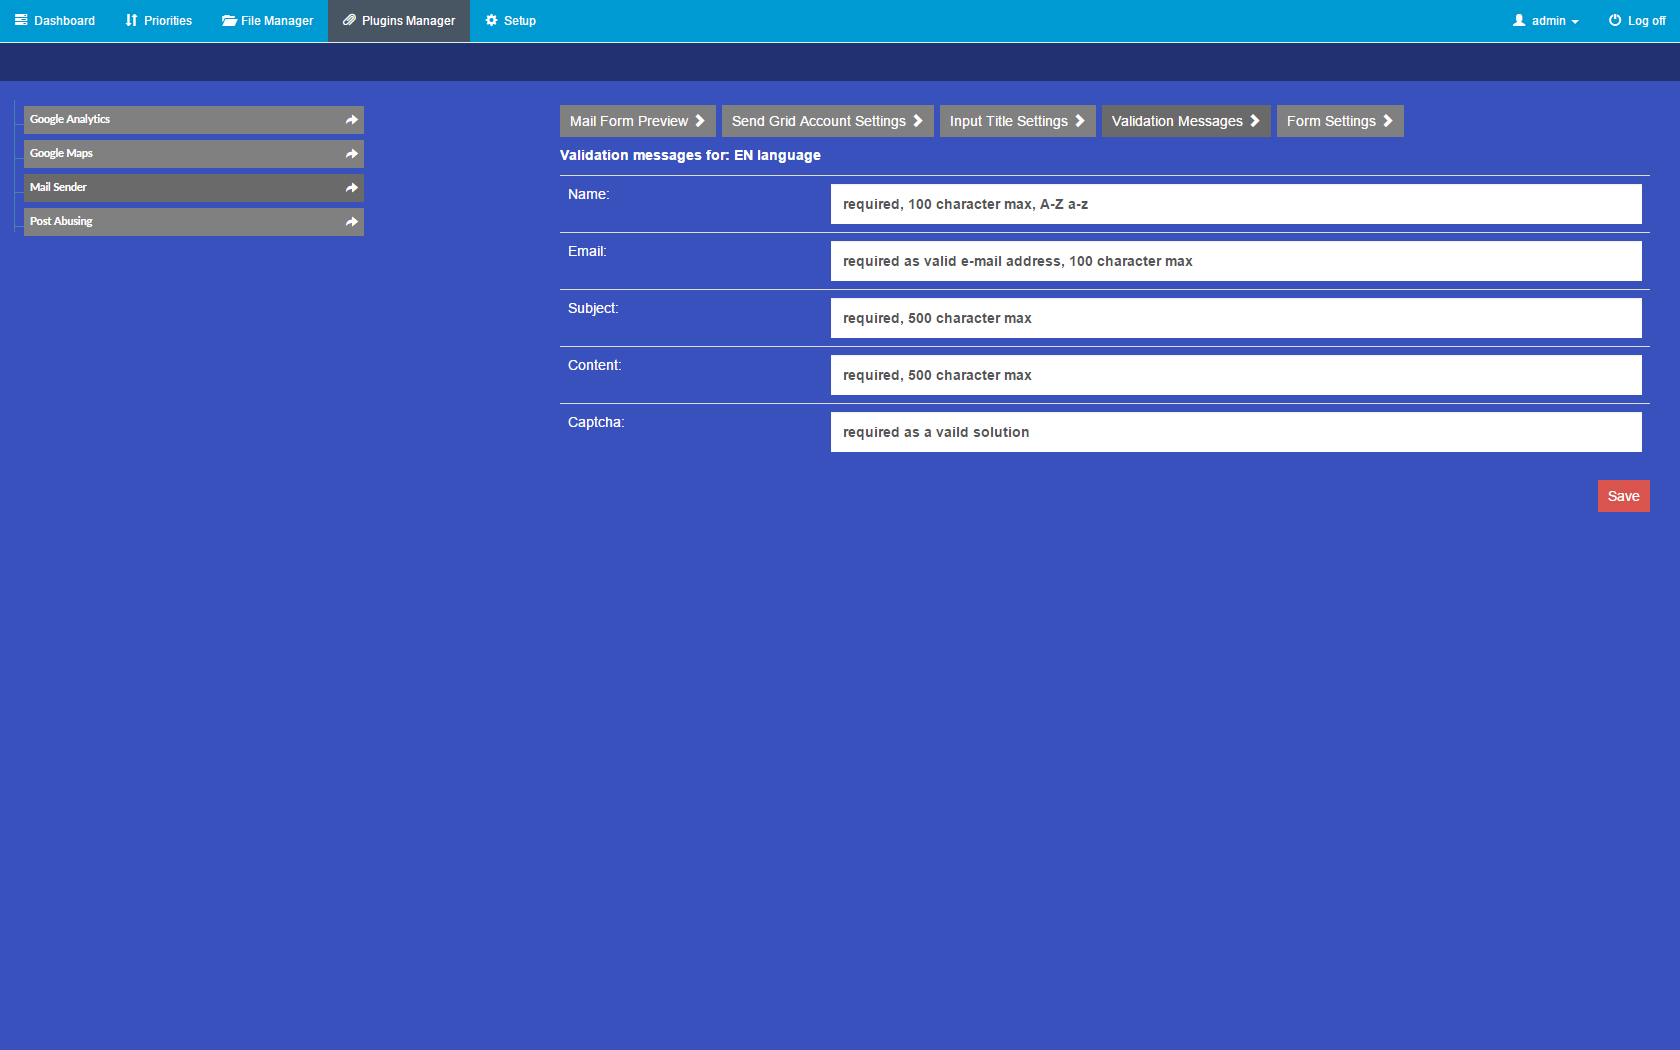 Dashboard Priorities File Manager Plugins Manager Setup admin Log off
Google Analytics
Google Maps
Mail Sender
Post Abusing
Mail Form Preview Send Grid Account Settings Input Title Settings Validation Messages Form Settings
Validation messages for: EN language
Name: required, 100 character max, A-Z a-z
Email: required as valid e-mail address, 100 character max
Subject: required, 500 character max
Content: required, 500 character max
Captcha: required as a vaild solution
Save